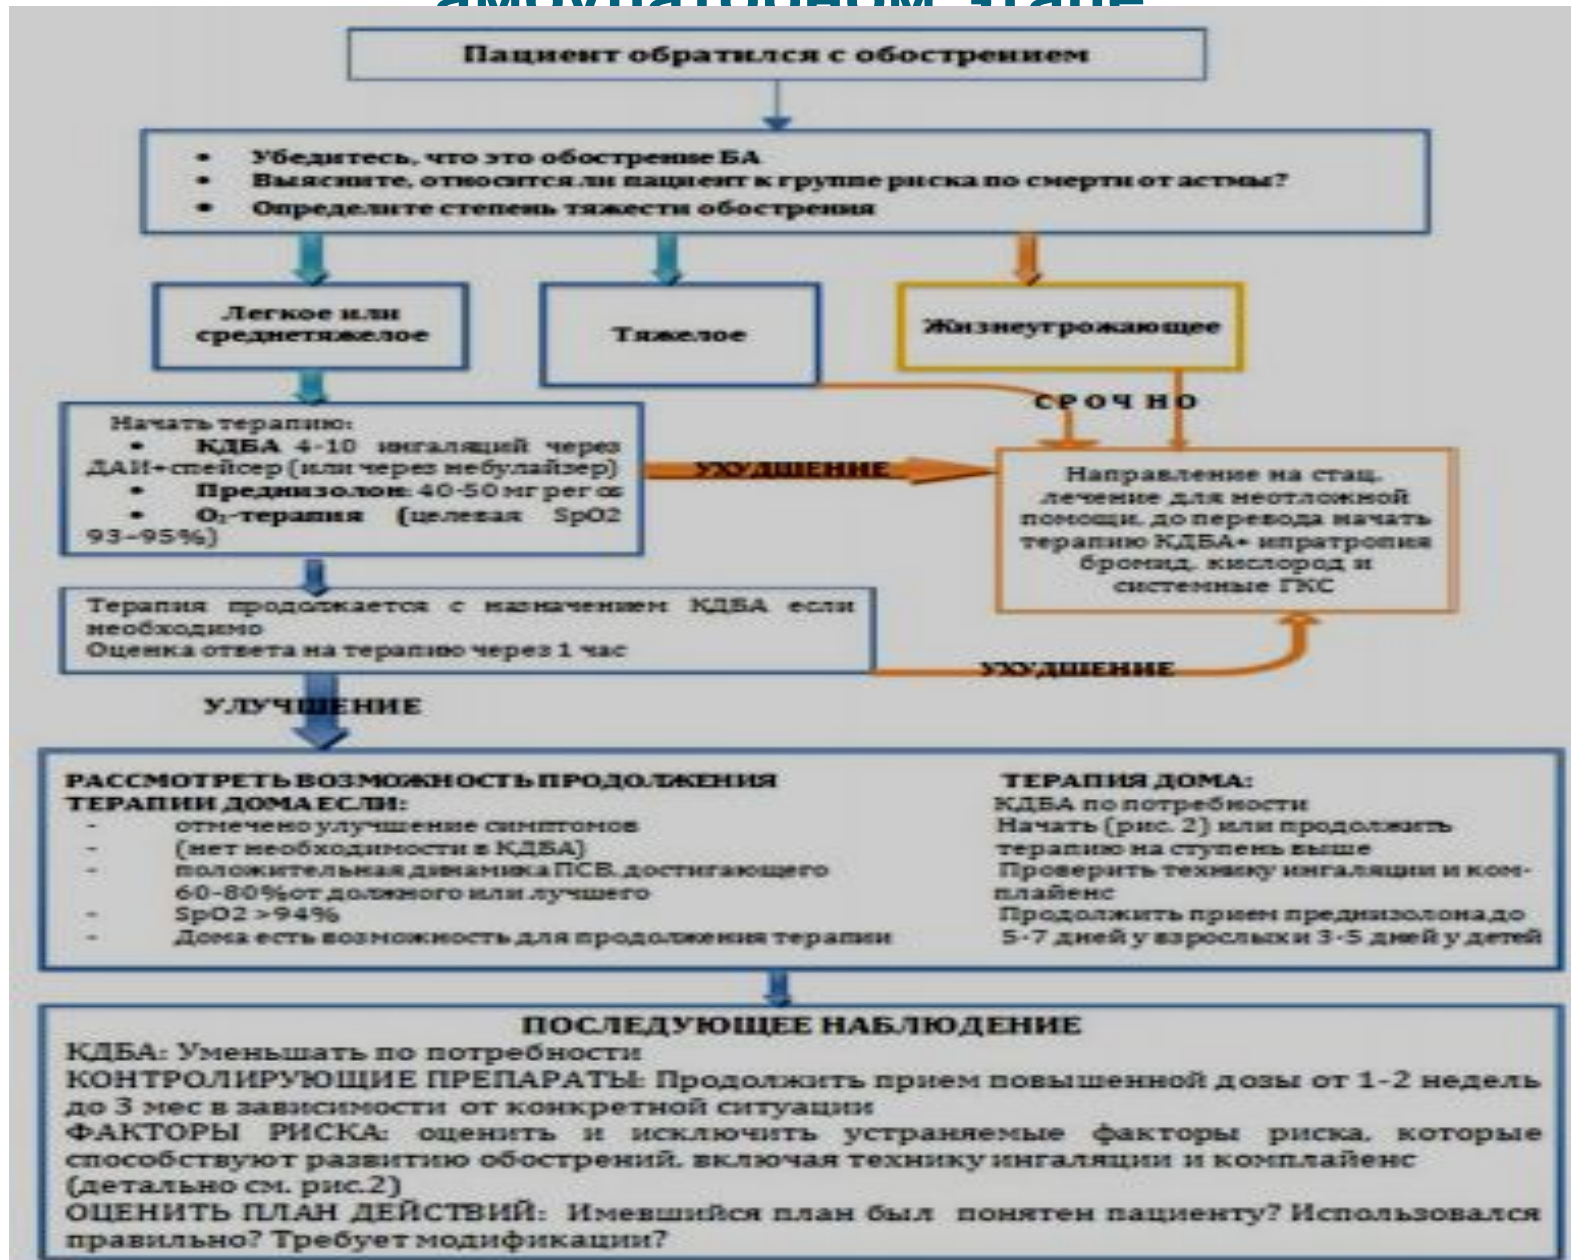 амбулаторном этапе
Пациент обратился с обострением
• Убедитесь, что это обострение БА
• Выясните, относится ли пациент к группе риска по смерти от астмы?
• Определите степень тяжести обострения
Легкое или
среднетяжелое
Тяжелое
Жизнеугрожающее
СРОЧНО
Начать терапию:
• КДБА 4-10 ингаляций через
ДАИ+спейсер (или через небулайзер)
• Преднизолон: 40-50 мг per os
• О₂-терапия (целевая SpO2
93-95%)
УХУДШЕНИЕ
Направление на стац.
лечение для неотложной
помощи, до перевода начать
терапию КДБА+ ипратропия
бромид, кислород и
системные ГКС
Терапия продолжается с назначением КДБА если
необходимо
Оценка ответа на терапию через 1 час
УХУДШЕНИЕ
УЛУЧШЕНИЕ
РАССМОТРЕТЬ ВОЗМОЖНОСТЬ ПРОДОЛЖЕНИЯ
ТЕРАПИИ ДОМА ЕСЛИ:
- отмечено улучшение симптомов
- (нет необходимости в КДБА)
- положительная динамика ПСВ, достигающего
60-80% от должного или лучшего
- SpO2 >94%
- Дома есть возможность для продолжения терапии
ТЕРАПИЯ ДОМА:
КДБА по потребности
Начать (рис. 2) или продолжить
терапию на ступень выше
Проверить технику ингаляции и ком-
плайенс
Продолжить прием преднизолона до
5-7 дней у взрослых и 3-5 дней у детей
ПОСЛЕДУЮЩЕЕ НАБЛЮДЕНИЕ
КДБА: Уменьшать по потребности
КОНТРОЛИРУЮЩИЕ ПРЕПАРАТЫ: Продолжить прием повышенной дозы от 1-2 недель
до 3 мес в зависимости от конкретной ситуации
ФАКТОРЫ РИСКА: оценить и исключить устраняемые факторы риска, которые
способствуют развитию обострений, включая технику ингаляции и комплайенс
(детально см. рис.2)
ОЦЕНИТЬ ПЛАН ДЕЙСТВИЙ: Имевшийся план был понятен пациенту? Использовался
правильно? Требует модификации?